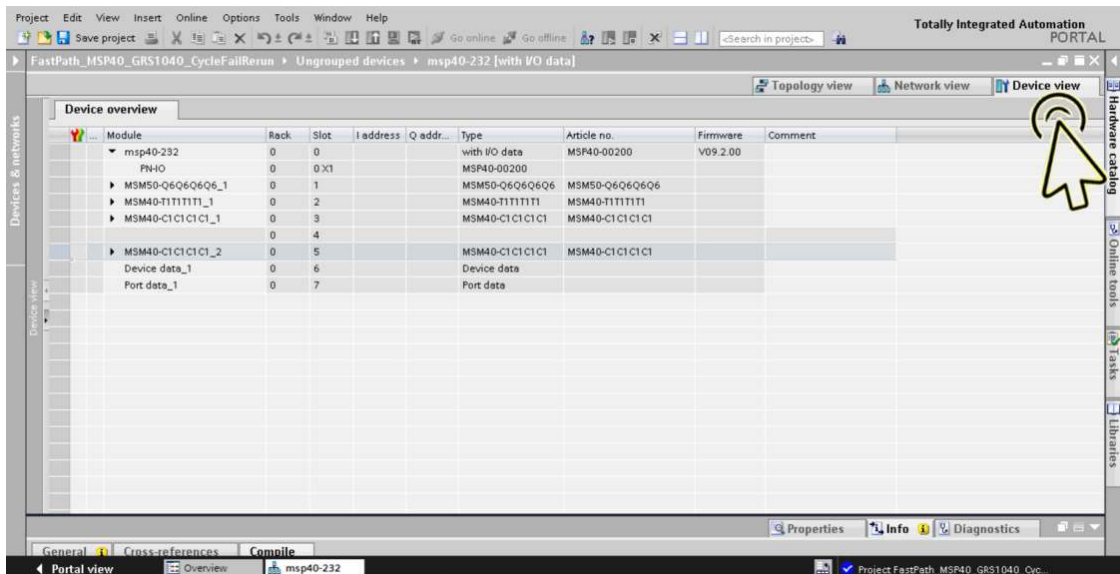 Project Edit View Insert Online Options Tools Window Help
Totally Integrated Automation
PORTAL
Save project Go online Go offline <Search in project>
FastPath_MSP40_GRS1040_CycleFailRerun Ungrouped devices msp40-232 [with I/O data]
Topology view Network view Device view
Device overview
... Module Rack Slot I address Q addr... Type Article no. Firmware Comment
msp40-232 0 0 with I/O data MSP40-00200 V09.2.00
PN-IO 0 0 X1 MSP40-00200
MSM50-Q6Q6Q6Q6_1 0 1 MSM50-Q6Q6Q6Q6 MSM50-Q6Q6Q6Q6
MSM40-T1T1T1T1_1 0 2 MSM40-T1T1T1T1 MSM40-T1T1T1T1
MSM40-C1C1C1C1_1 0 3 MSM40-C1C1C1C1 MSM40-C1C1C1C1
0 4
MSM40-C1C1C1C1_2 0 5 MSM40-C1C1C1C1 MSM40-C1C1C1C1
Device data_1 0 6 Device data
Port data_1 0 7 Port data
Devices & networks
Device view
Hardware catalog
Online tools
Tasks
Libraries
Properties Info Diagnostics
General Cross-references Compile
Portal view Overview msp40-232 Project FastPath_MSP40_GRS1040_Cyc...